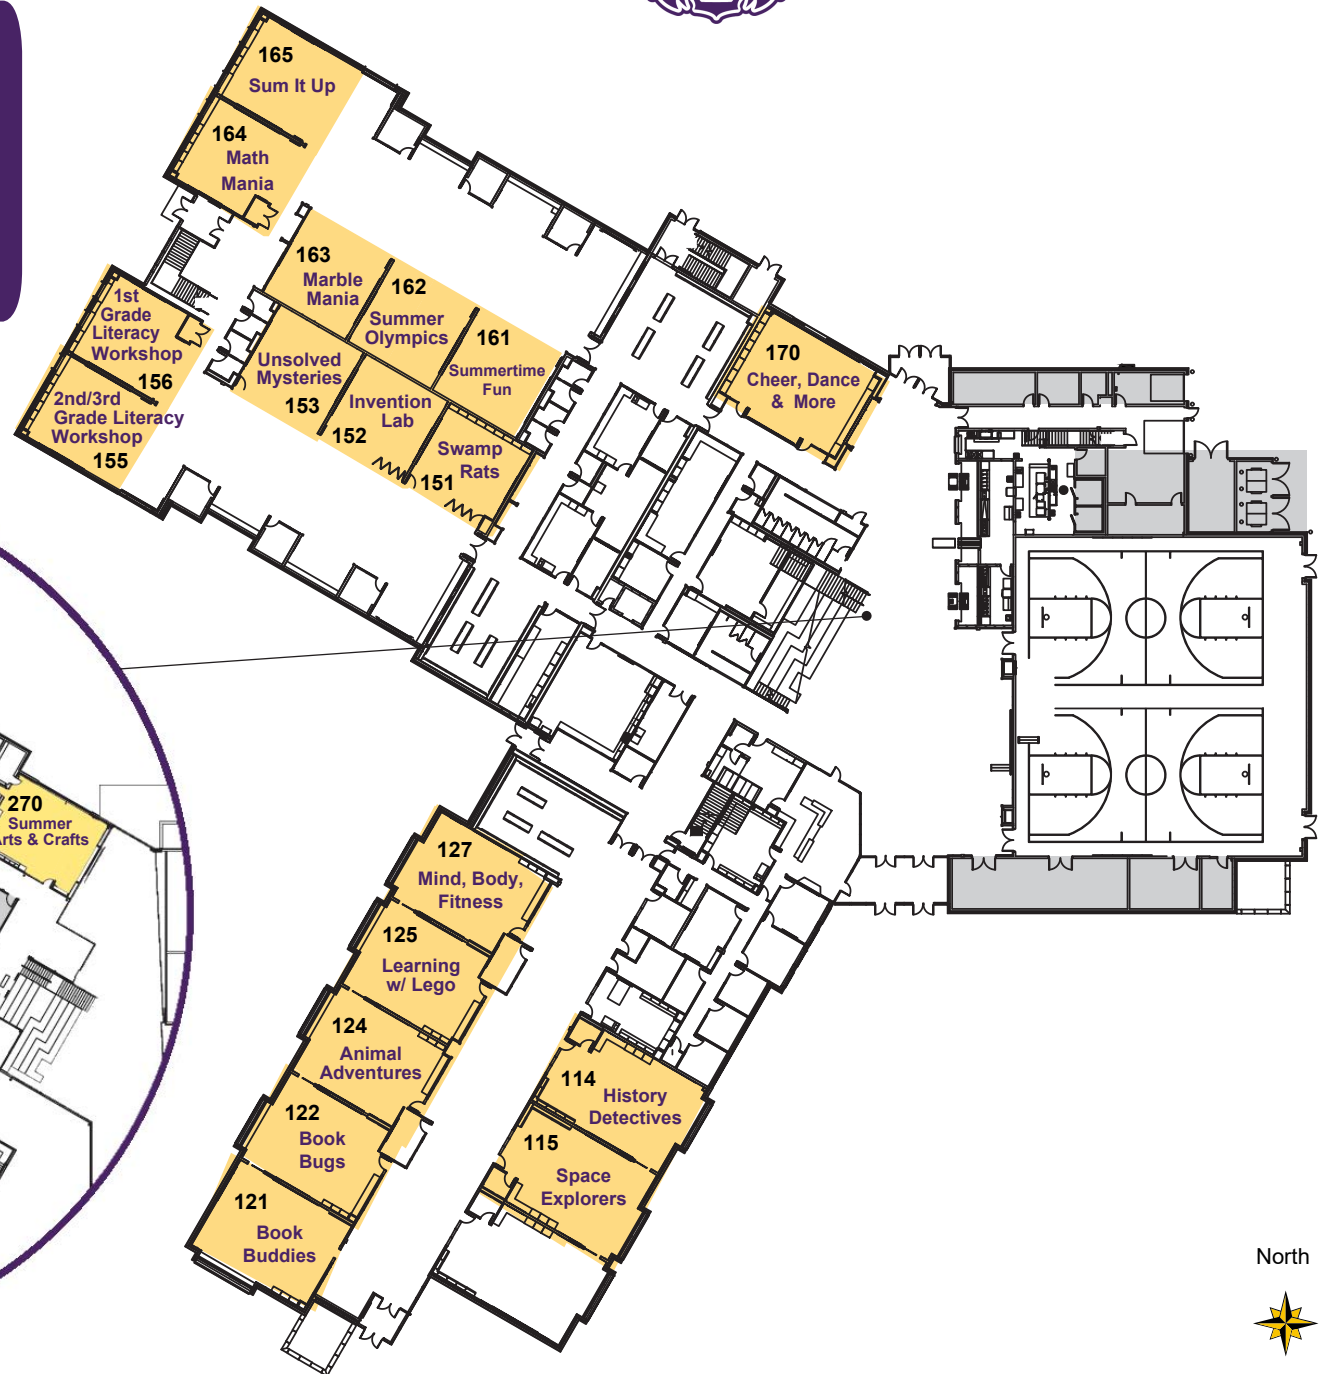 165
Sum It Up
164
Math
Mania
163
Marble
Mania
162
Summer
Olympics
161
Summertime
Fun
170
Cheer, Dance
& More
1st
Grade
Literacy
Workshop
156
2nd/3rd
Grade Literacy
Workshop
155
Unsolved
Mysteries
153
Invention
Lab
152
Swamp
Rats
151
270
Summer
Arts & Crafts
127
Mind, Body,
Fitness
125
Learning
w/ Lego
124
Animal
Adventures
122
Book
Bugs
121
Book
Buddies
114
History
Detectives
115
Space
Explorers
North